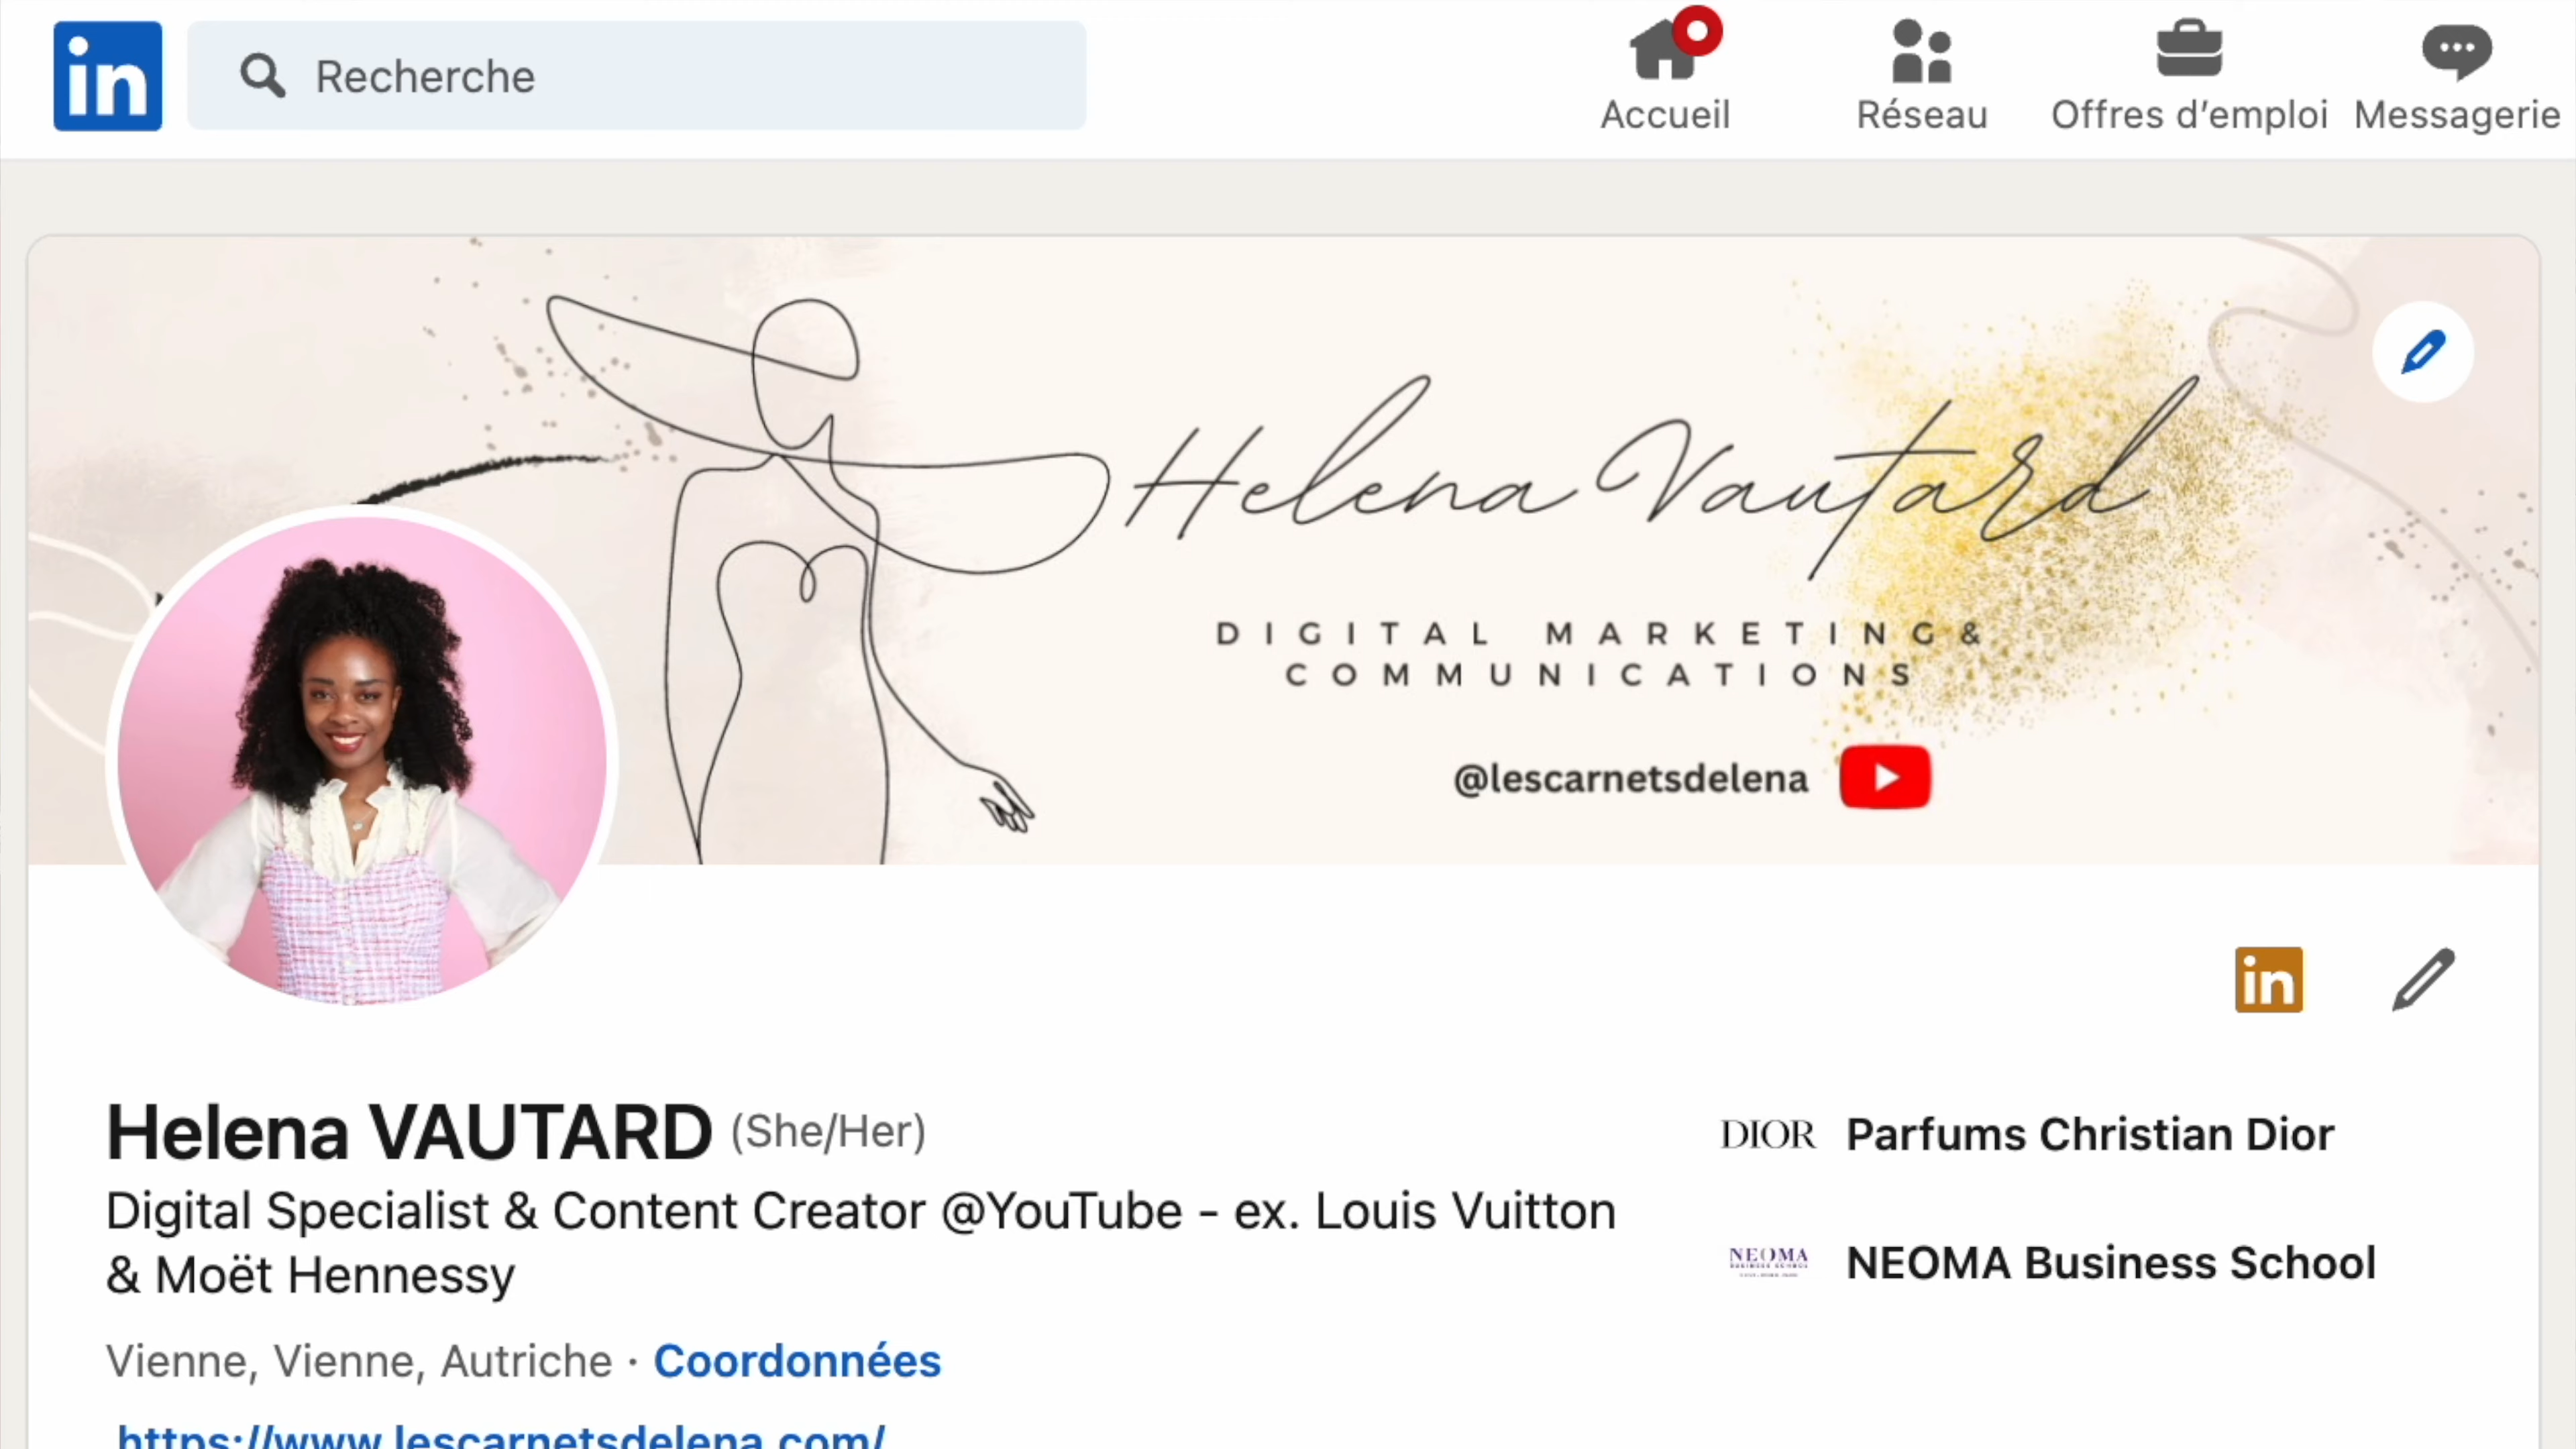 in Recherche
Accueil Réseau Offres d'emploi Messagerie
Helena Vautard
DIGITAL MARKETING &
COMMUNICATIONS
@lescarnetsdelena
in
Helena VAUTARD (She/Her)
Digital Specialist & Content Creator @YouTube - ex. Louis Vuitton
& Moët Hennessy
Vienne, Vienne, Autriche · Coordonnées
https://www.lescarnetsdelena.com/
DIOR Parfums Christian Dior
NEOMA
BUSINESS SCHOOL
NEOMA Business School